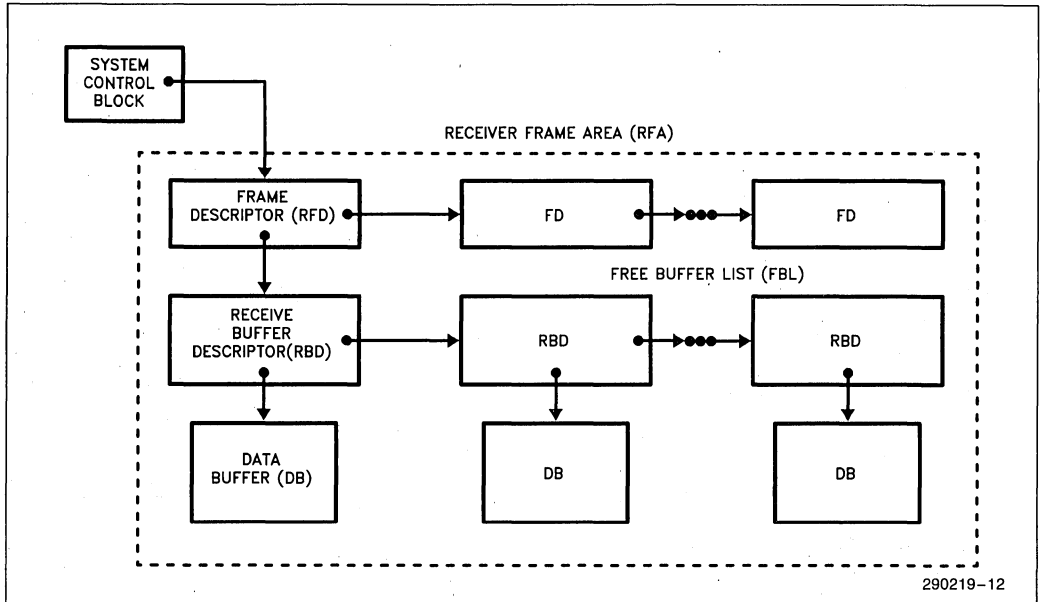 SYSTEM
CONTROL
BLOCK
RECEIVER FRAME AREA (RFA)
FRAME
DESCRIPTOR (RFD)
FD
FD
FREE BUFFER LIST (FBL)
RECEIVE
BUFFER
DESCRIPTOR(RBD)
RBD
RBD
DATA
BUFFER (DB)
DB
DB
290219-12